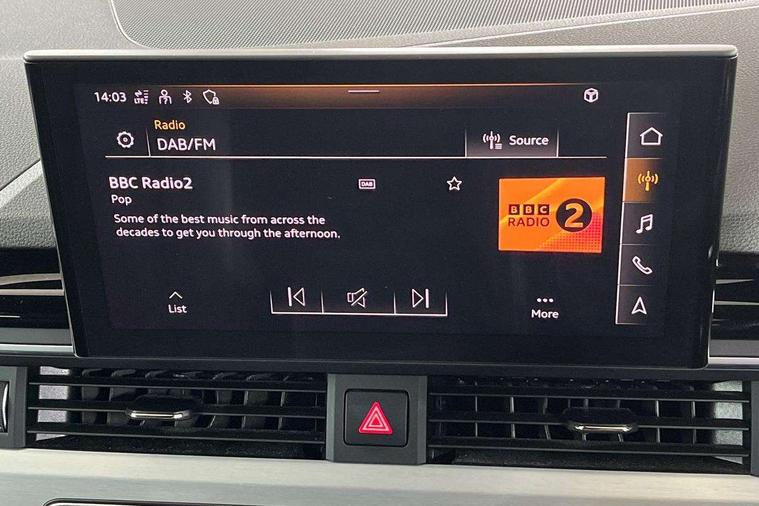 14:03 LTE
Radio
DAB/FM
Source
BBC Radio2
DAB
Pop
Some of the best music from across the
decades to get you through the afternoon.
BBC
RADIO 2
List
More